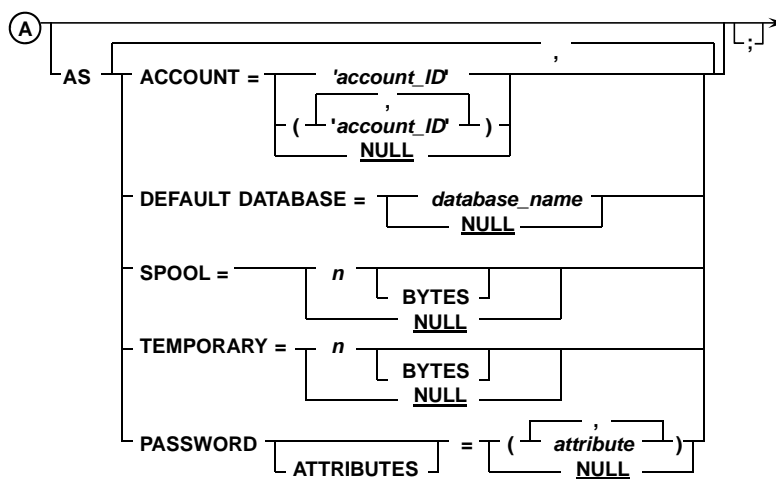 A
;
,
AS ACCOUNT = 'account_ID'
,
( 'account_ID' )
NULL
DEFAULT DATABASE = database_name
NULL
SPOOL = n
BYTES
NULL
TEMPORARY = n
BYTES
NULL
,
PASSWORD = ( attribute )
ATTRIBUTES NULL